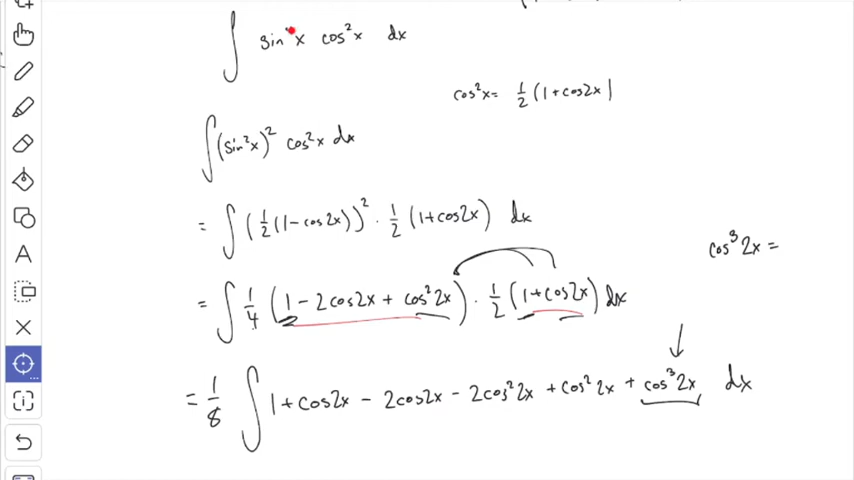 ∫ sin⁴x cos²x dx
cos²x = 1/2 (1 + cos2x)
∫ (sin²x)² cos²x dx
= ∫ (1/2 (1 - cos2x))² · 1/2 (1 + cos2x) dx
cos³2x =
= ∫ 1/4 (1 - 2cos2x + cos²2x) · 1/2 (1 + cos2x) dx
= 1/8 ∫ 1 + cos2x - 2cos2x - 2cos²2x + cos²2x + cos³2x dx